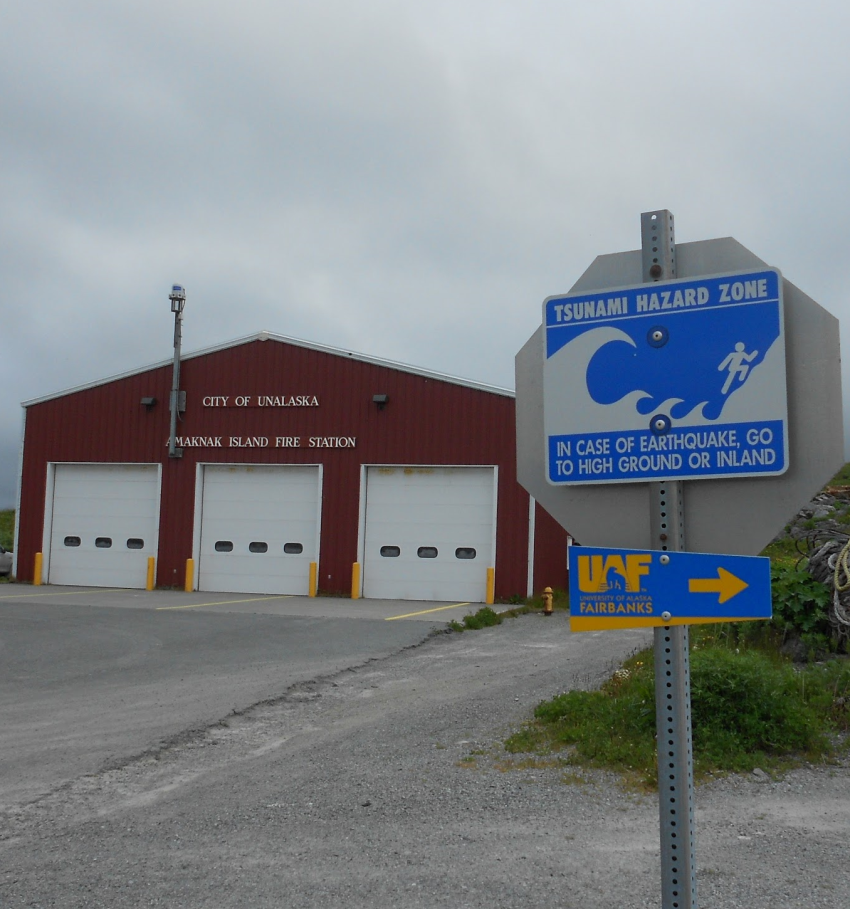 CITY OF UNALASKA
AMAKNAK ISLAND FIRE STATION
TSUNAMI HAZARD ZONE
IN CASE OF EARTHQUAKE, GO
TO HIGH GROUND OR INLAND
UAF
UNIVERSITY OF ALASKA
FAIRBANKS